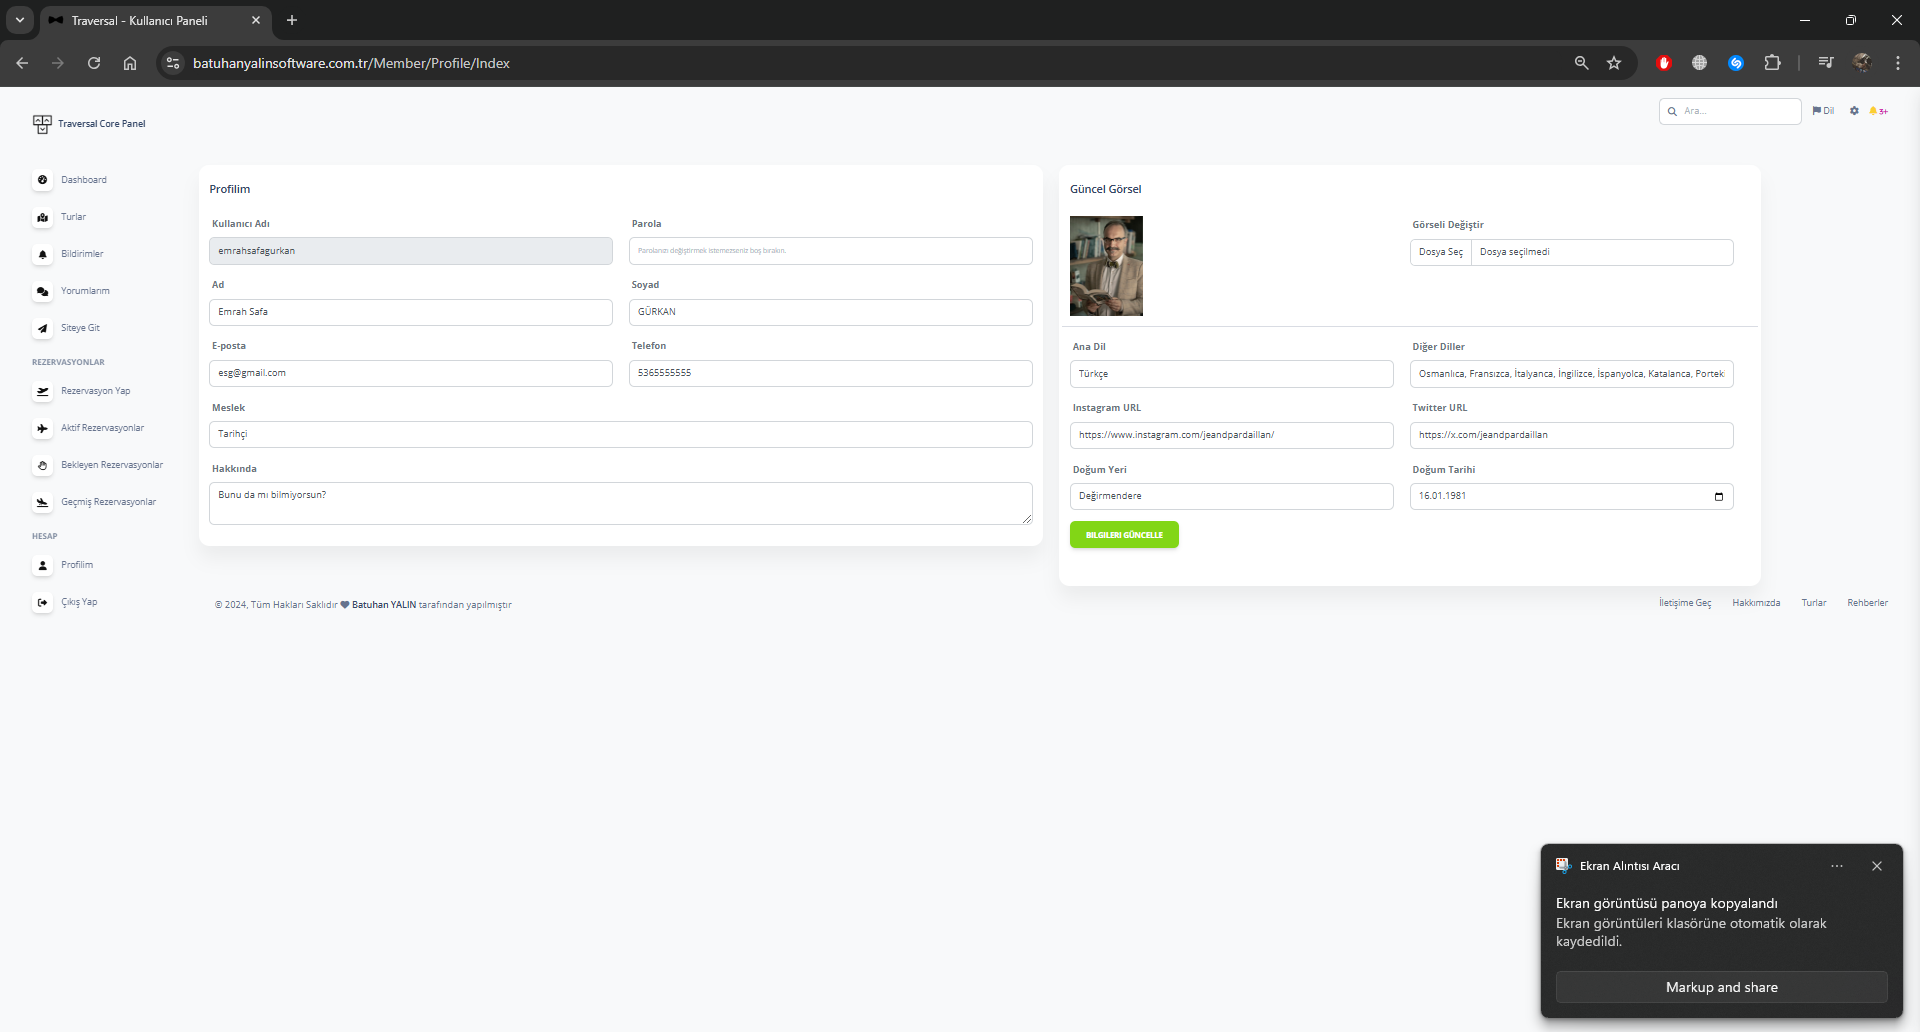 Traversal - Kullanıcı Paneli
batuhanyalinsoftware.com.tr/Member/Profile/Index
Traversal Core Panel
Ara...
Dil
3+
Dashboard
Turlar
Bildirimler
Yorumlarım
Siteye Git
REZERVASYONLAR
Rezervasyon Yap
Aktif Rezervasyonlar
Bekleyen Rezervasyonlar
Geçmiş Rezervasyonlar
HESAP
Profilim
Çıkış Yap
Profilim
Kullanıcı Adı
Parola
emrahsafagurkan
Parolanızı değiştirmek istemezseniz boş bırakın.
Ad
Soyad
Emrah Safa
GÜRKAN
E-posta
Telefon
esg@gmail.com
5365555555
Meslek
Tarihçi
Hakkında
Bunu da mı bilmiyorsun?
Güncel Görsel
Görseli Değiştir
Dosya Seç
Dosya seçilmedi
Ana Dil
Diğer Diller
Türkçe
Osmanlıca, Fransızca, İtalyanca, İngilizce, İspanyolca, Katalanca, Portek
Instagram URL
Twitter URL
https://www.instagram.com/jeandpardaillan/
https://x.com/jeandpardaillan
Doğum Yeri
Doğum Tarihi
Değirmendere
16.01.1981
BILGILERI GÜNCELLE
© 2024, Tüm Hakları Saklıdır Batuhan YALIN tarafından yapılmıştır
İletişime Geç
Hakkımızda
Turlar
Rehberler
Ekran Alıntısı Aracı
Ekran görüntüsü panoya kopyalandı
Ekran görüntüleri klasörüne otomatik olarak
kaydedildi.
Markup and share